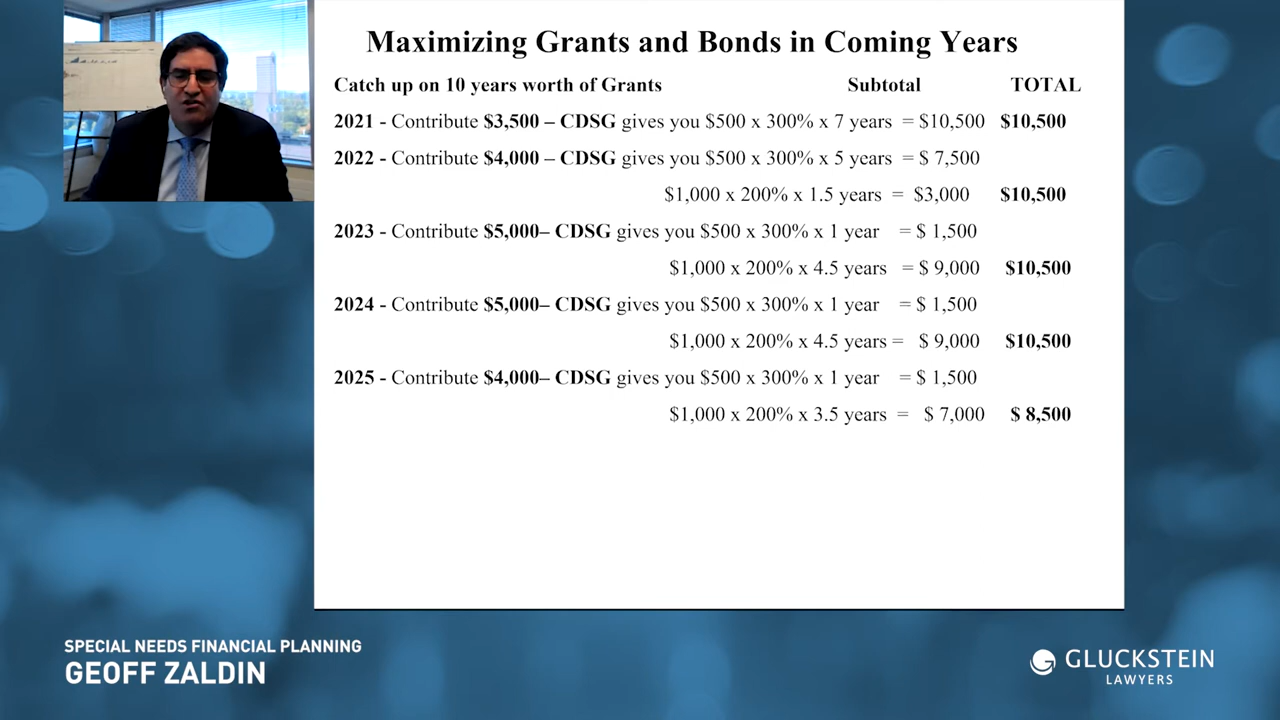 Maximizing Grants and Bonds in Coming Years
Catch up on 10 years worth of Grants Subtotal TOTAL
2021 - Contribute $3,500 – CDSG gives you $500 x 300% x 7 years = $10,500 $10,500
2022 - Contribute $4,000 – CDSG gives you $500 x 300% x 5 years = $ 7,500
$1,000 x 200% x 1.5 years = $3,000 $10,500
2023 - Contribute $5,000– CDSG gives you $500 x 300% x 1 year = $ 1,500
$1,000 x 200% x 4.5 years = $ 9,000 $10,500
2024 - Contribute $5,000– CDSG gives you $500 x 300% x 1 year = $ 1,500
$1,000 x 200% x 4.5 years = $ 9,000 $10,500
2025 - Contribute $4,000– CDSG gives you $500 x 300% x 1 year = $ 1,500
$1,000 x 200% x 3.5 years = $ 7,000 $ 8,500
SPECIAL NEEDS FINANCIAL PLANNING
GEOFF ZALDIN
GLUCKSTEIN
LAWYERS